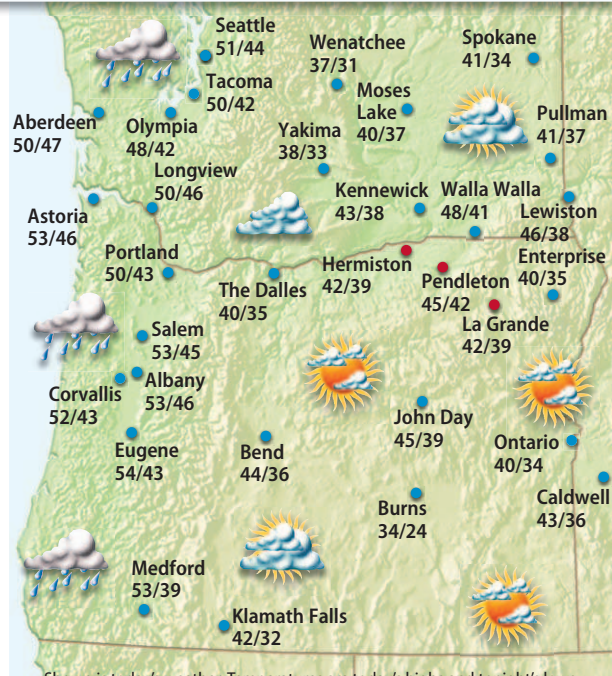 Seattle
51/44
Wenatchee
37/31
Spokane
41/34
Tacoma
50/42
Moses
Lake
40/37
Pullman
41/37
Aberdeen
50/47
Olympia
48/42
Yakima
38/33
Longview
50/46
Kennewick
43/38
Walla Walla
48/41
Lewiston
46/38
Astoria
53/46
Portland
50/43
The Dalles
40/35
Hermiston
42/39
Pendleton
45/42
Enterprise
40/35
La Grande
42/39
Salem
53/45
Corvallis
52/43
Albany
53/46
John Day
45/39
Eugene
54/43
Bend
44/36
Ontario
40/34
Caldwell
43/36
Burns
34/24
Medford
53/39
Klamath Falls
42/32